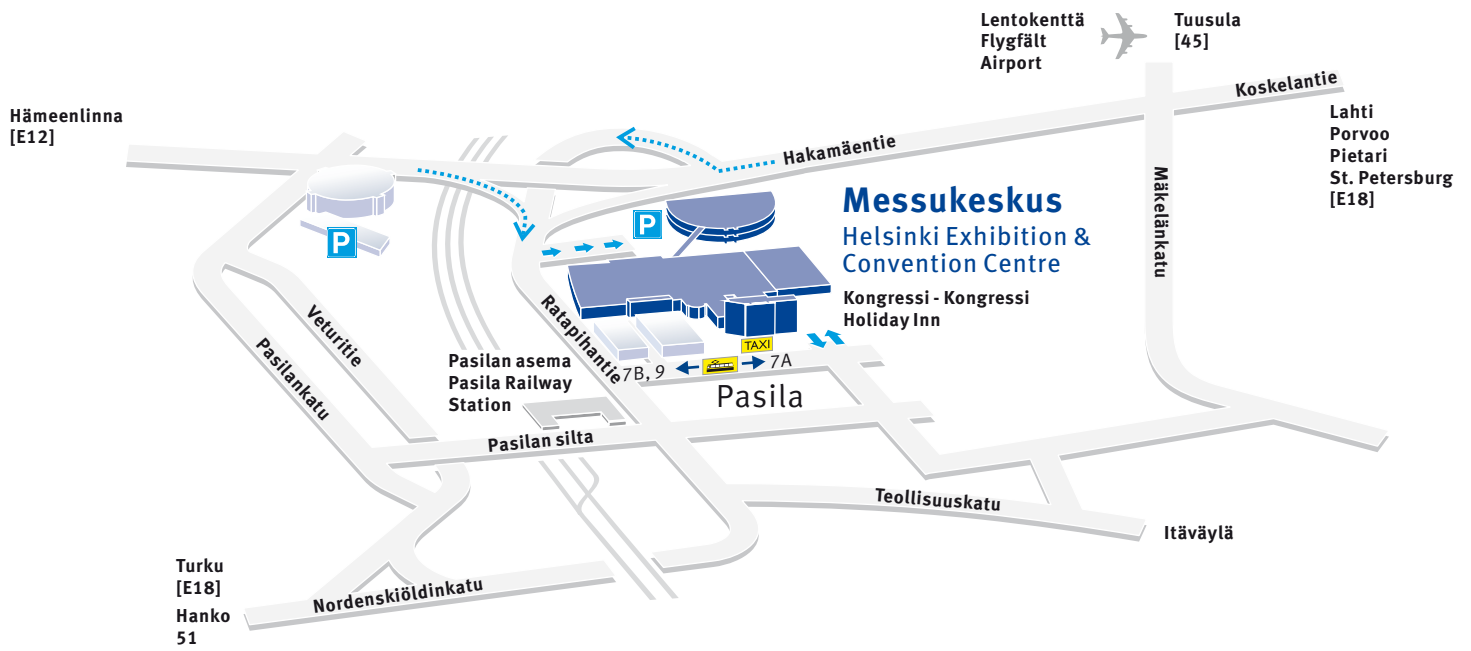 Lentokenttä
Flygfält
Airport
Tuusula
[45]
Koskelantie
Hämeenlinna
[E12]
Lahti
Porvoo
Pietari
St. Petersburg
[E18]
Hakamäentie
Mäkelänkatu
Messukeskus
Helsinki Exhibition &
Convention Centre
Kongressi - Kongressi
Holiday Inn
P
P
Ratapihantie
Veturitie
Pasilankatu
TAXI
Pasilan asema
Pasila Railway
Station
7B, 9
7A
Pasila
Pasilan silta
Teollisuuskatu
Itäväylä
Turku
[E18]
Hanko
51
Nordenskiöldinkatu